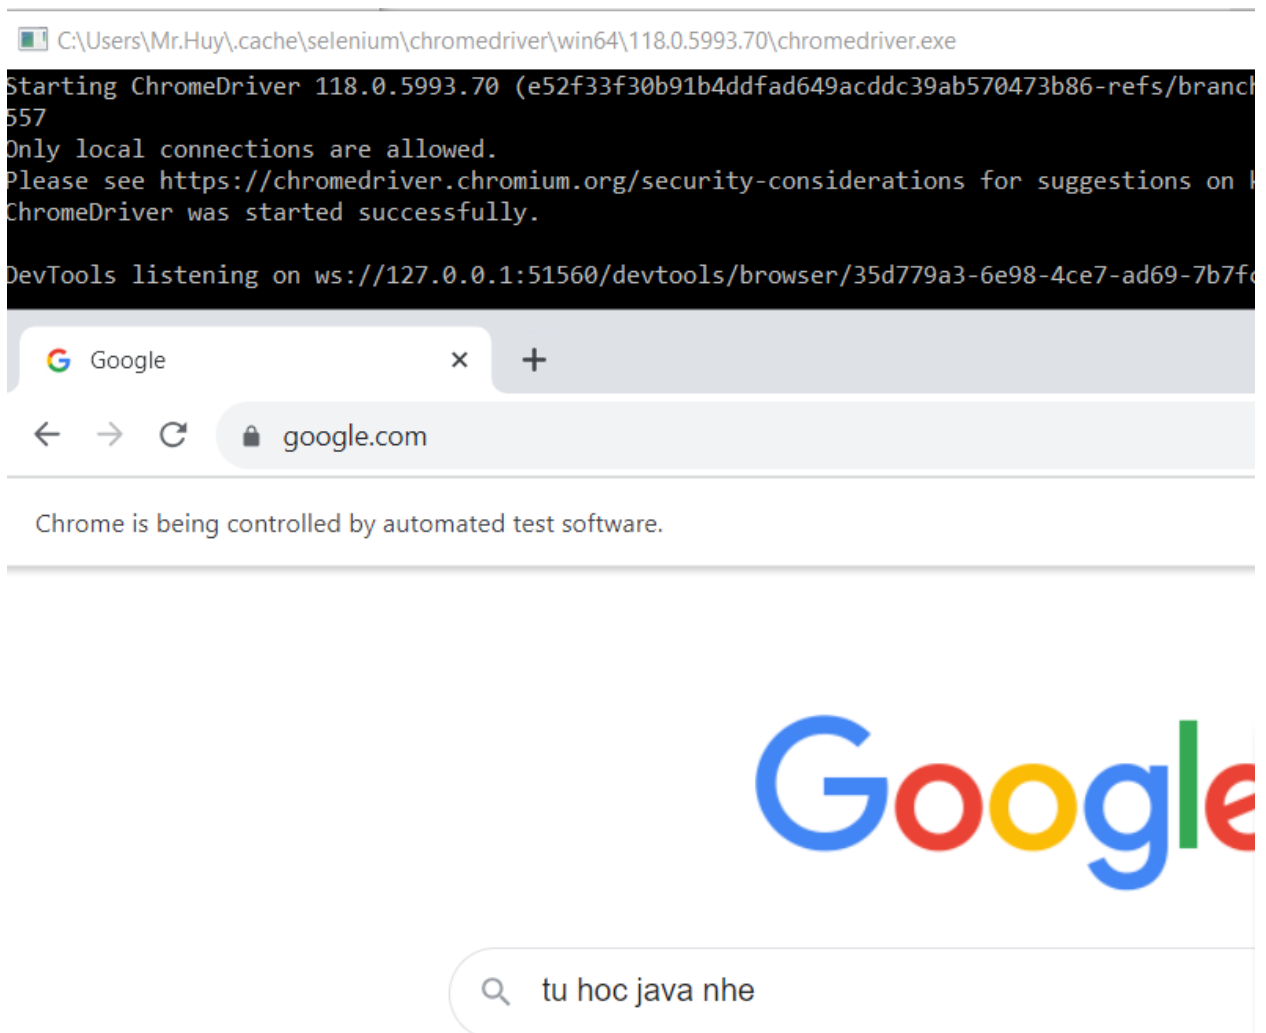 C:\Users\Mr.Huy\.cache\selenium\chromedriver\win64\118.0.5993.70\chromedriver.exe
Starting ChromeDriver 118.0.5993.70 (e52f33f30b91b4ddfad649acddc39ab570473b86-refs/branch
557
Only local connections are allowed.
Please see https://chromedriver.chromium.org/security-considerations for suggestions on
ChromeDriver was started successfully.
DevTools listening on ws://127.0.0.1:51560/devtools/browser/35d779a3-6e98-4ce7-ad69-7b7f
Google
google.com
Chrome is being controlled by automated test software.
Google
tu hoc java nhe